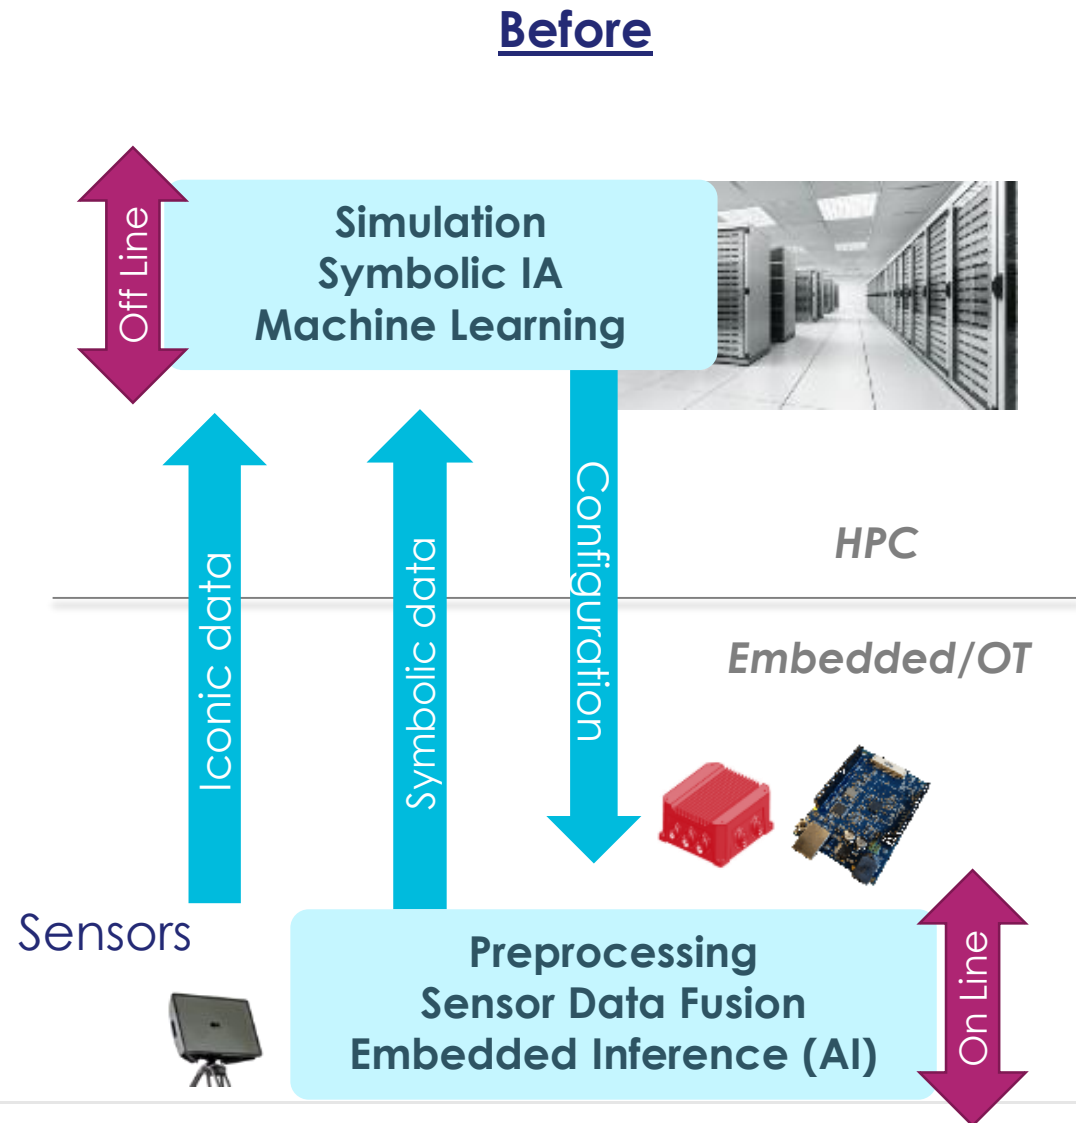 Before
Off Line
Simulation
Symbolic IA
Machine Learning
Iconic data
Symbolic data
Configuration
HPC
Embedded/OT
Sensors
Preprocessing
Sensor Data Fusion
Embedded Inference (AI)
On Line